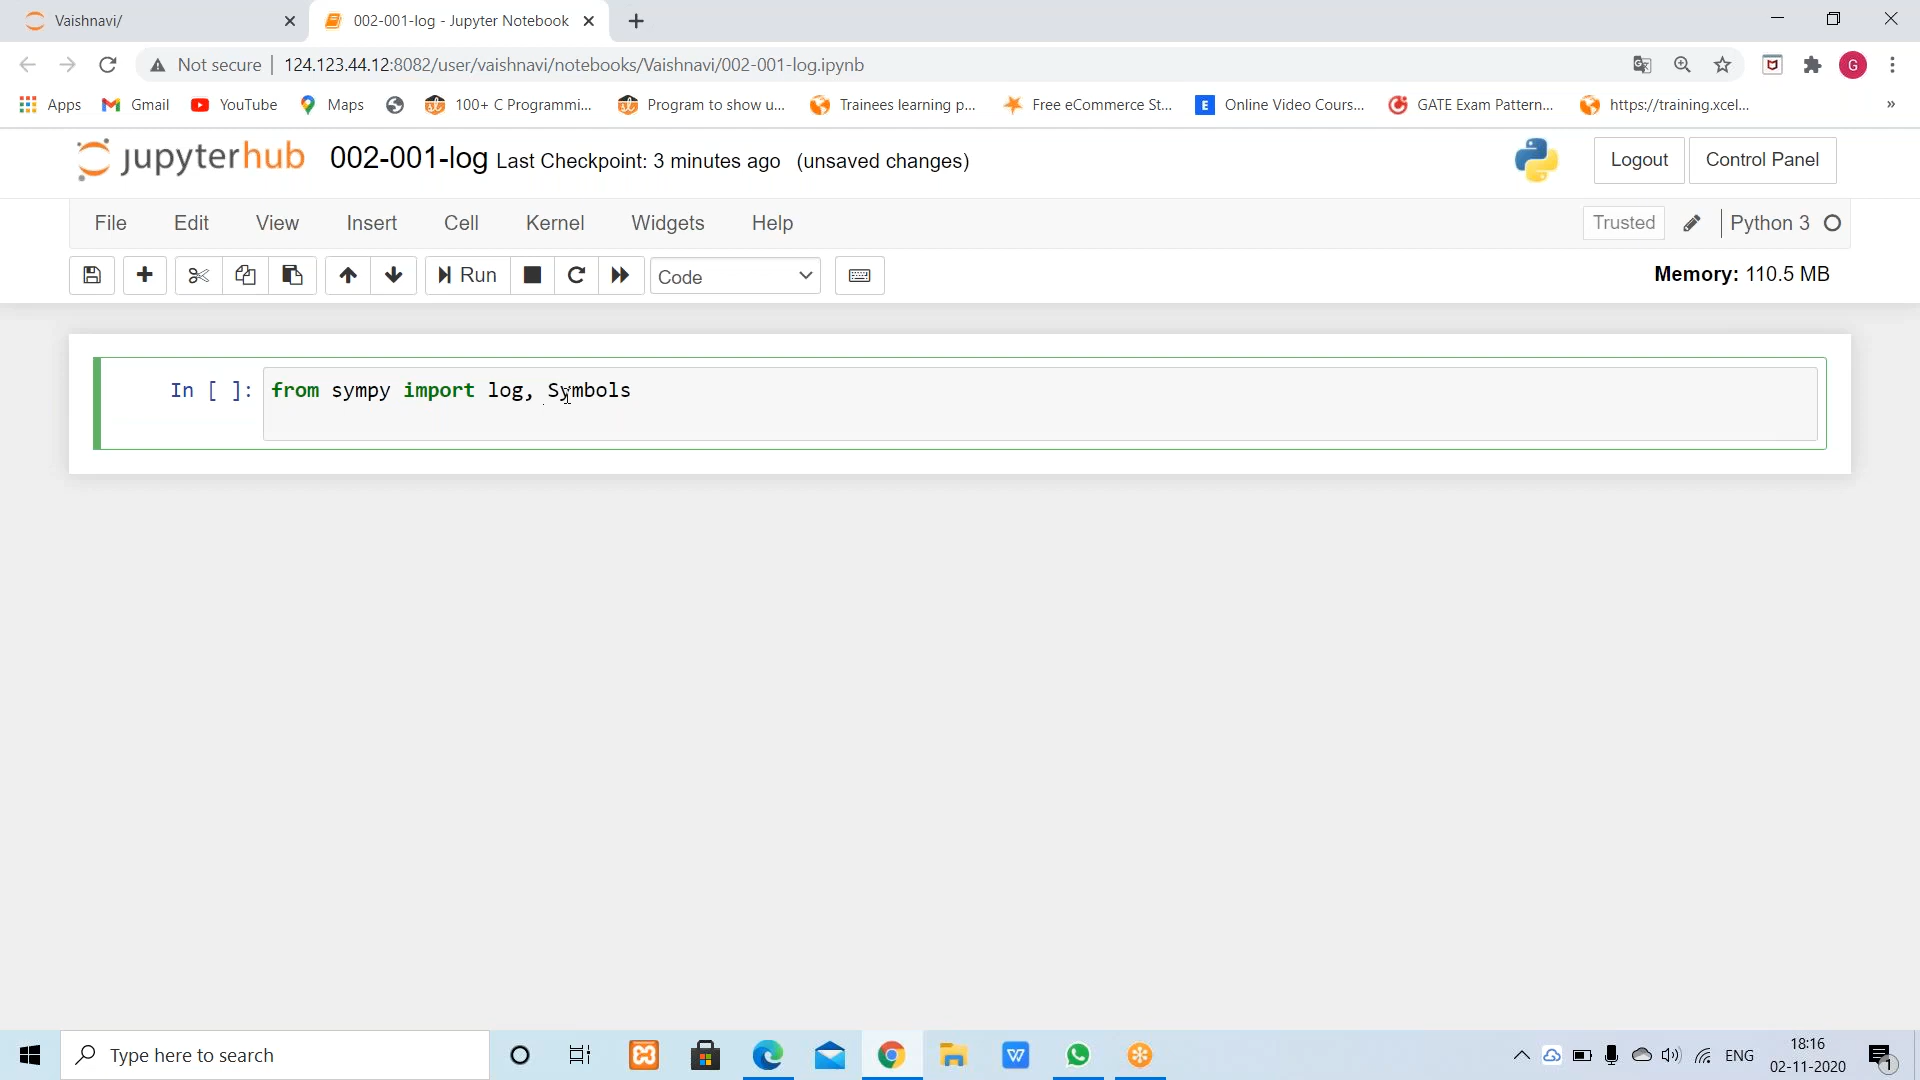 Vaishnavi/
002-001-log - Jupyter Notebook
Not secure
124.123.44.12:8082/user/vaishnavi/notebooks/Vaishnavi/002-001-log.ipynb
G
Apps
Gmail
YouTube
Maps
100+ C Programmi...
Program to show u...
Trainees learning p...
Free eCommerce St...
E
Online Video Cours...
GATE Exam Pattern...
https://training.xcel...
»
jupyterhub
002-001-log
Last Checkpoint: 3 minutes ago
(unsaved changes)
Logout
Control Panel
File
Edit
View
Insert
Cell
Kernel
Widgets
Help
Trusted
Python 3
Run
Code
Memory: 110.5 MB
In [ ]:
from sympy import log, Symbols
Type here to search
W
ENG
18:16
02-11-2020
1